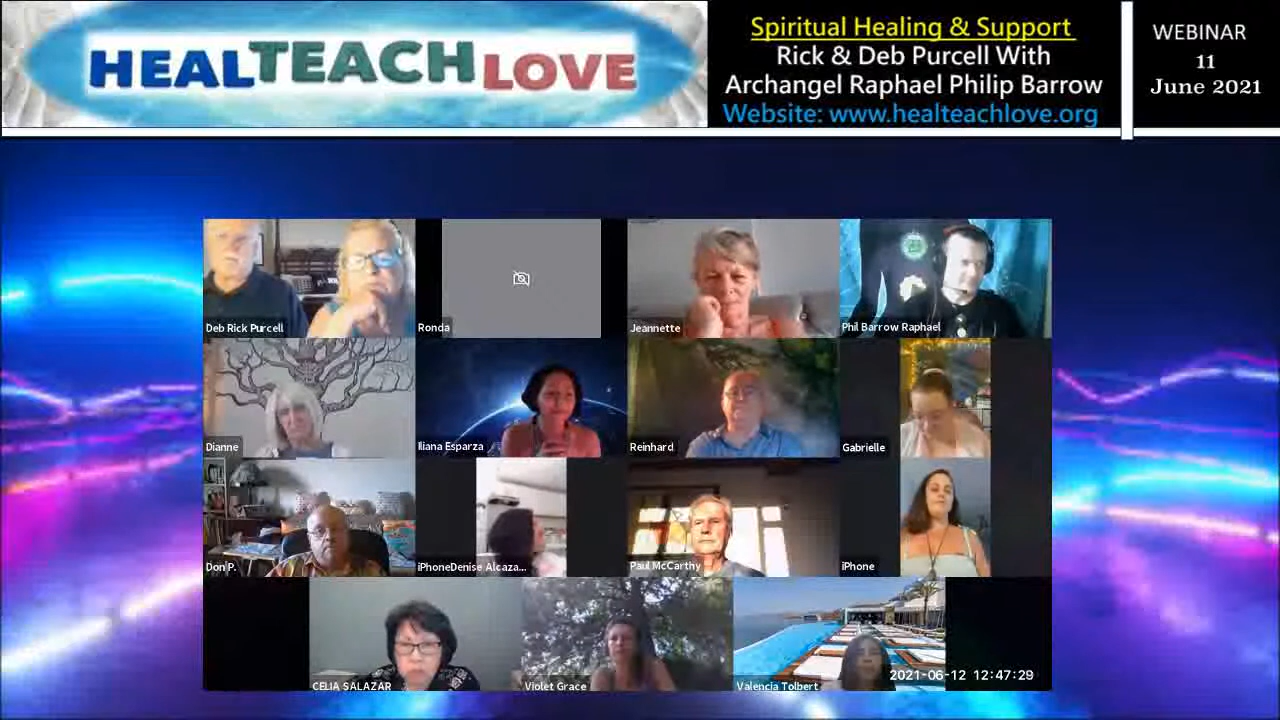 HEALTEACHLOVE
Spiritual Healing & Support
Rick & Deb Purcell With
Archangel Raphael Philip Barrow
Website: www.healteachlove.org
WEBINAR
11
June 2021
Deb Rick Purcell
Ronda
Jeannette
Phil Barrow Raphael
Dianne
Iliana Esparza
Reinhard
Gabrielle
Don P.
iPhoneDenise Alcaza...
Paul McCarthy
iPhone
CELIA SALAZAR
Violet Grace
Valencia Tolbert
2021-06-12 12:47:29